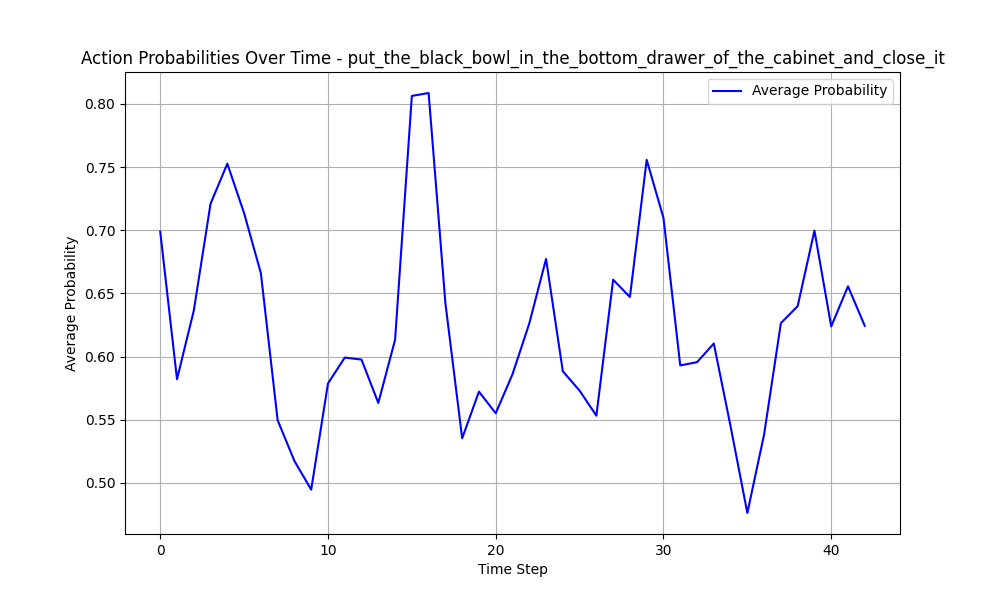 Action Probabilities Over Time - put_the_black_bowl_in_the_bottom_drawer_of_the_cabinet_and_close_it
Average Probability
0.80
0.75
0.70
0.65
0.60
0.55
0.50
Average Probability
0 10 20 30 40
Time Step